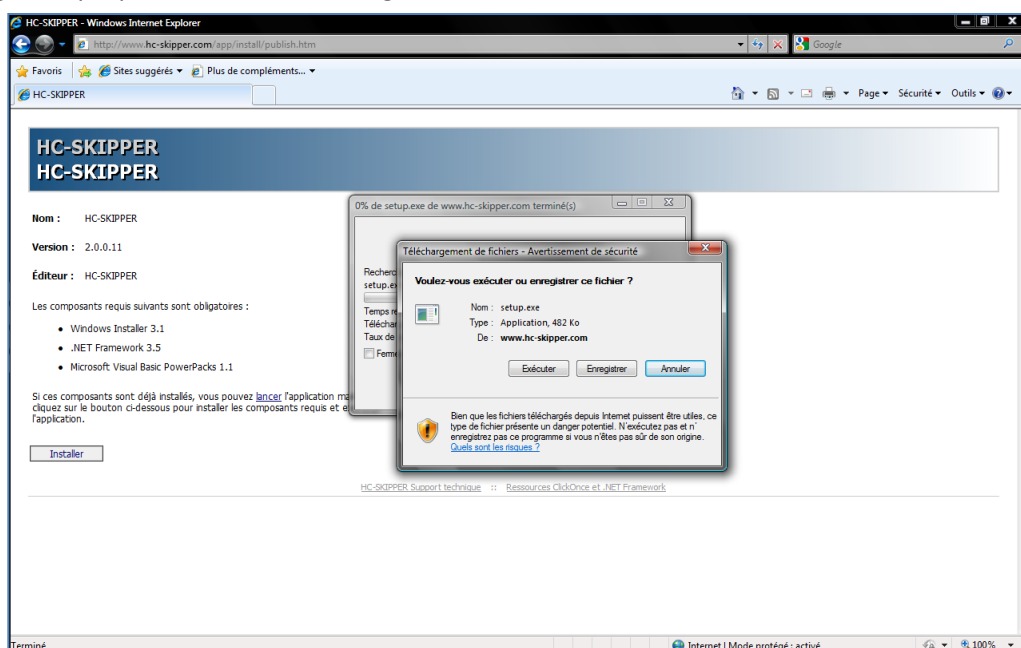 HC-SKIPPER - Windows Internet Explorer
http://www.hc-skipper.com/app/install/publish.htm
Google
Favoris
Sites suggérés
Plus de compléments...
HC-SKIPPER
Page
Sécurité
Outils
HC-SKIPPER
HC-SKIPPER
Nom : HC-SKIPPER
Version : 2.0.0.11
Éditeur : HC-SKIPPER
Les composants requis suivants sont obligatoires :
Windows Installer 3.1
.NET Framework 3.5
Microsoft Visual Basic PowerPacks 1.1
Si ces composants sont déjà installés, vous pouvez lancer l'application
cliquez sur le bouton ci-dessous pour installer les composants requis et
l'application.
Installer
0% de setup.exe de www.hc-skipper.com terminé(s)
Temps
Taux de
Téléchargement de fichiers - Avertissement de sécurité
Voulez-vous exécuter ou enregistrer ce fichier ?
Nom : setup.exe
Type : Application, 482 Ko
De : www.hc-skipper.com
Exécuter
Enregistrer
Annuler
Bien que les fichiers téléchargés depuis Internet puissent être utiles, ce
type de fichier présente un danger potentiel. N'exécutez pas et n'
enregistrez pas ce programme si vous n'êtes pas sûr de son origine.
Quels sont les risques ?
HC-SKIPPER Support technique :: Ressources ClickOnce et .NET Framework
Terminé
Internet | Mode protégé : activé
100%